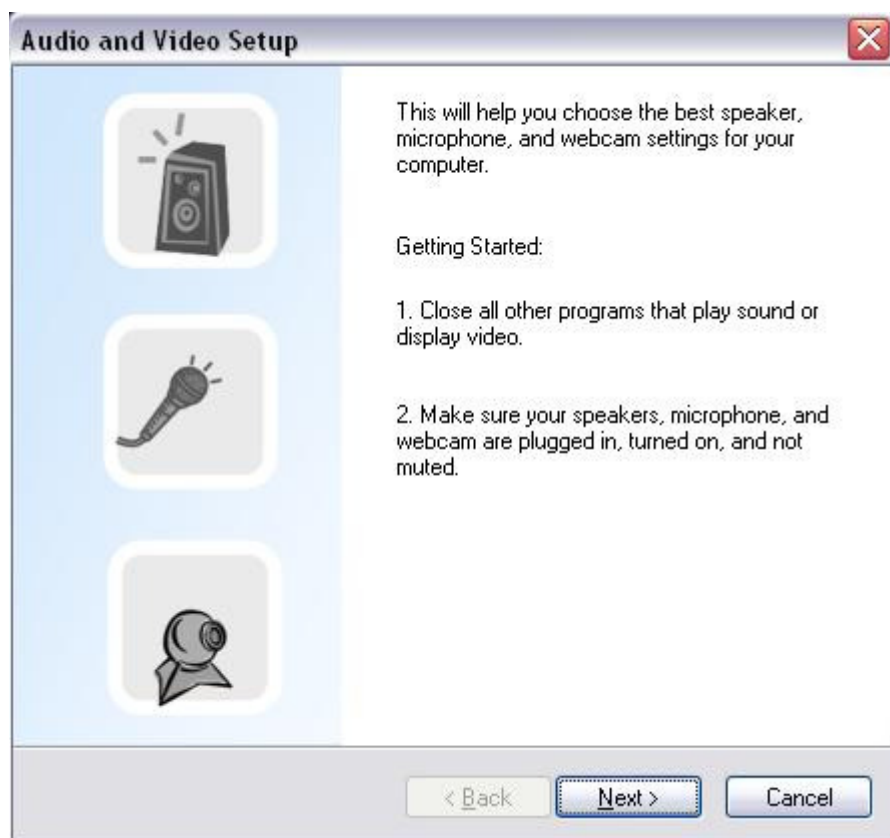 Audio and Video Setup
This will help you choose the best speaker,
microphone, and webcam settings for your
computer.
Getting Started:
1. Close all other programs that play sound or
display video.
2. Make sure your speakers, microphone, and
webcam are plugged in, turned on, and not
muted.
< Back
Next >
Cancel